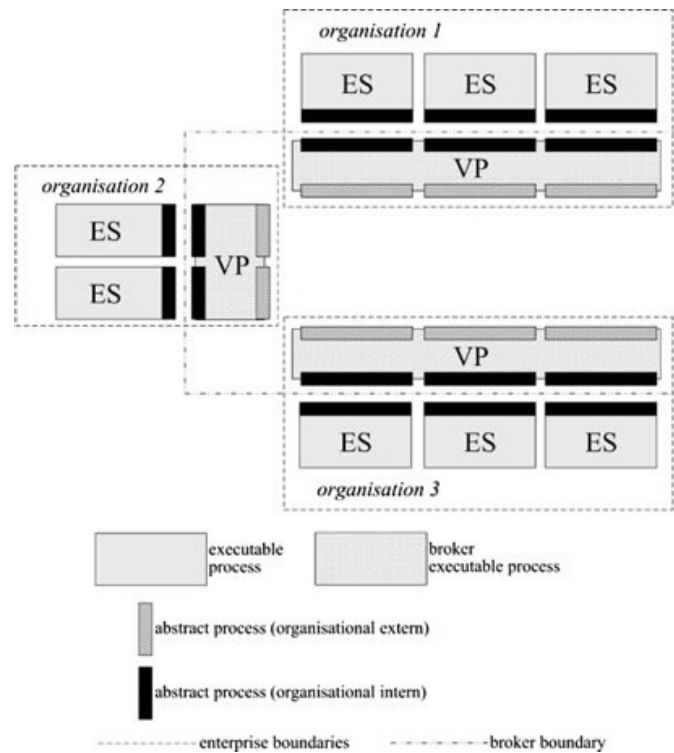 organisation 1
ES ES ES
VP
organisation 2
ES
VP
ES
VP
ES ES ES
organisation 3
executable process
broker executable process
abstract process (organisational extern)
abstract process (organisational intern)
enterprise boundaries broker boundary